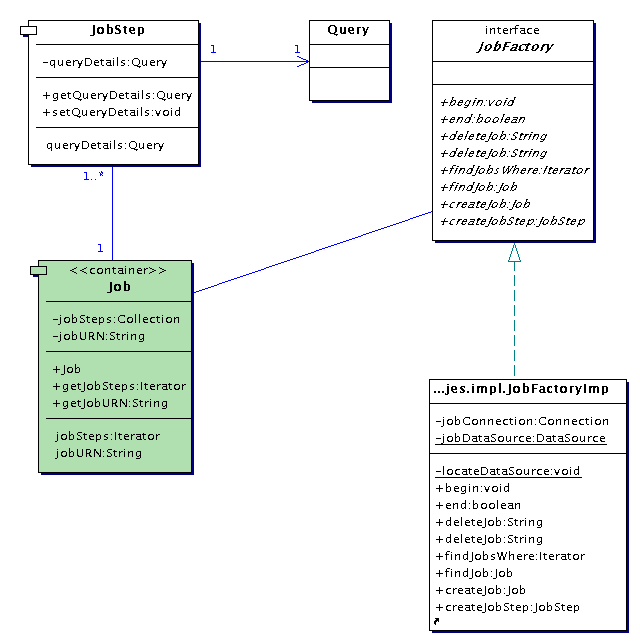 JobStep
-queryDetails:Query
+getQueryDetails:Query
+setQueryDetails:void
queryDetails:Query
1
1
Query
interface
JobFactory
+begin:void
+end:boolean
+deleteJob:String
+deleteJob:String
+findJobsWhere:Iterator
+findJob:Job
+createJob:Job
+createJobStep:JobStep
1..*
1
<<container>>
Job
-jobSteps:Collection
-jobURN:String
+Job
+getJobSteps:Iterator
+getJobURN:String
jobSteps:Iterator
jobURN:String
...jes.impl.JobFactoryImp
-jobConnection:Connection
-jobDataSource:DataSource
-locateDataSource:void
+begin:void
+end:boolean
+deleteJob:String
+deleteJob:String
+findJobsWhere:Iterator
+findJob:Job
+createJob:Job
+createJobStep:JobStep